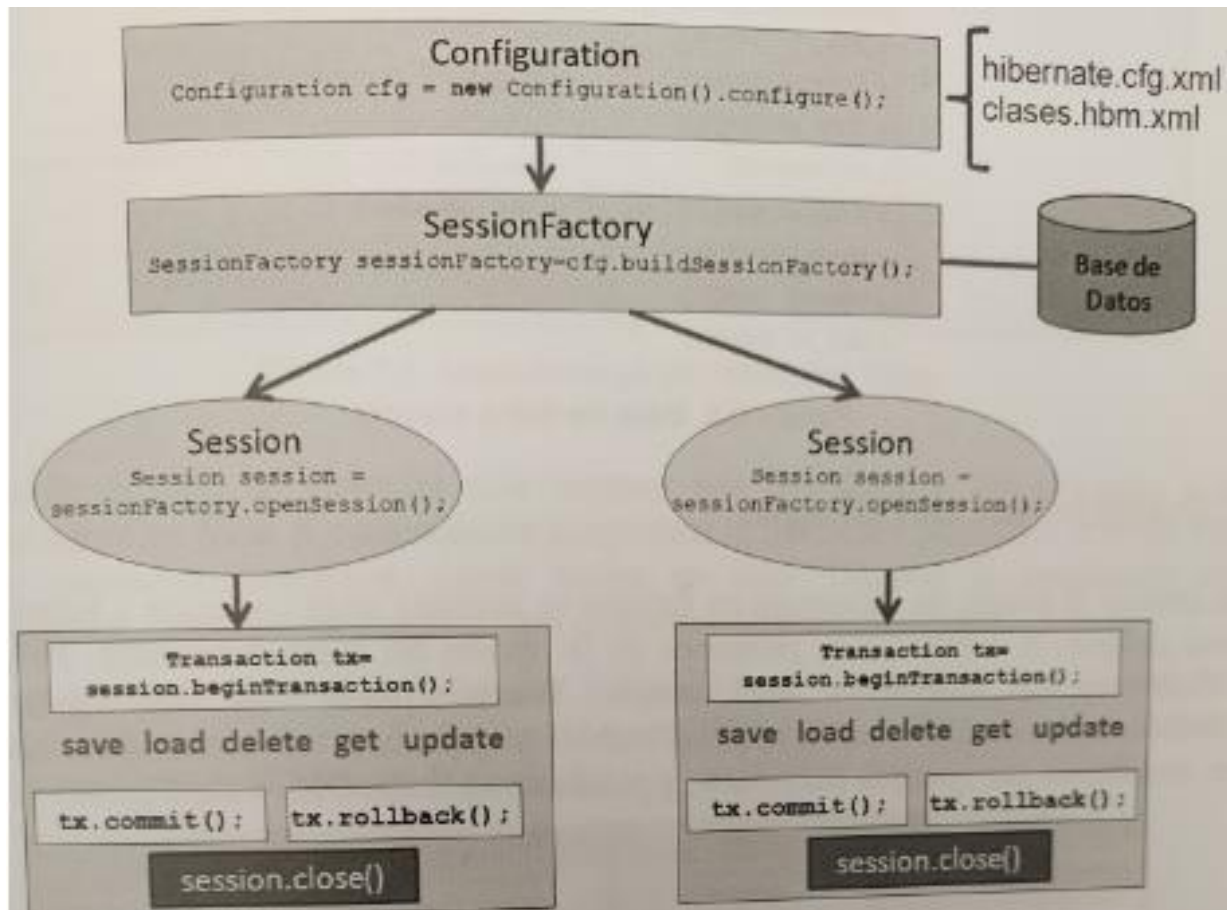 Configuration
Configuration cfg = new Configuration().configure();
hibernate.cfg.xml
clases.hbm.xml
SessionFactory
SessionFactory sessionFactory=cfg.buildSessionFactory();
Base de
Datos
Session
Session session =
sessionFactory.openSession();
Session
Session session =
sessionFactory.openSession();
Transaction tx=
session.beginTransaction();
save load delete get update
tx.commit();
tx.rollback();
session.close()
Transaction tx=
session.beginTransaction();
save load delete get update
tx.commit();
tx.rollback();
session.close()